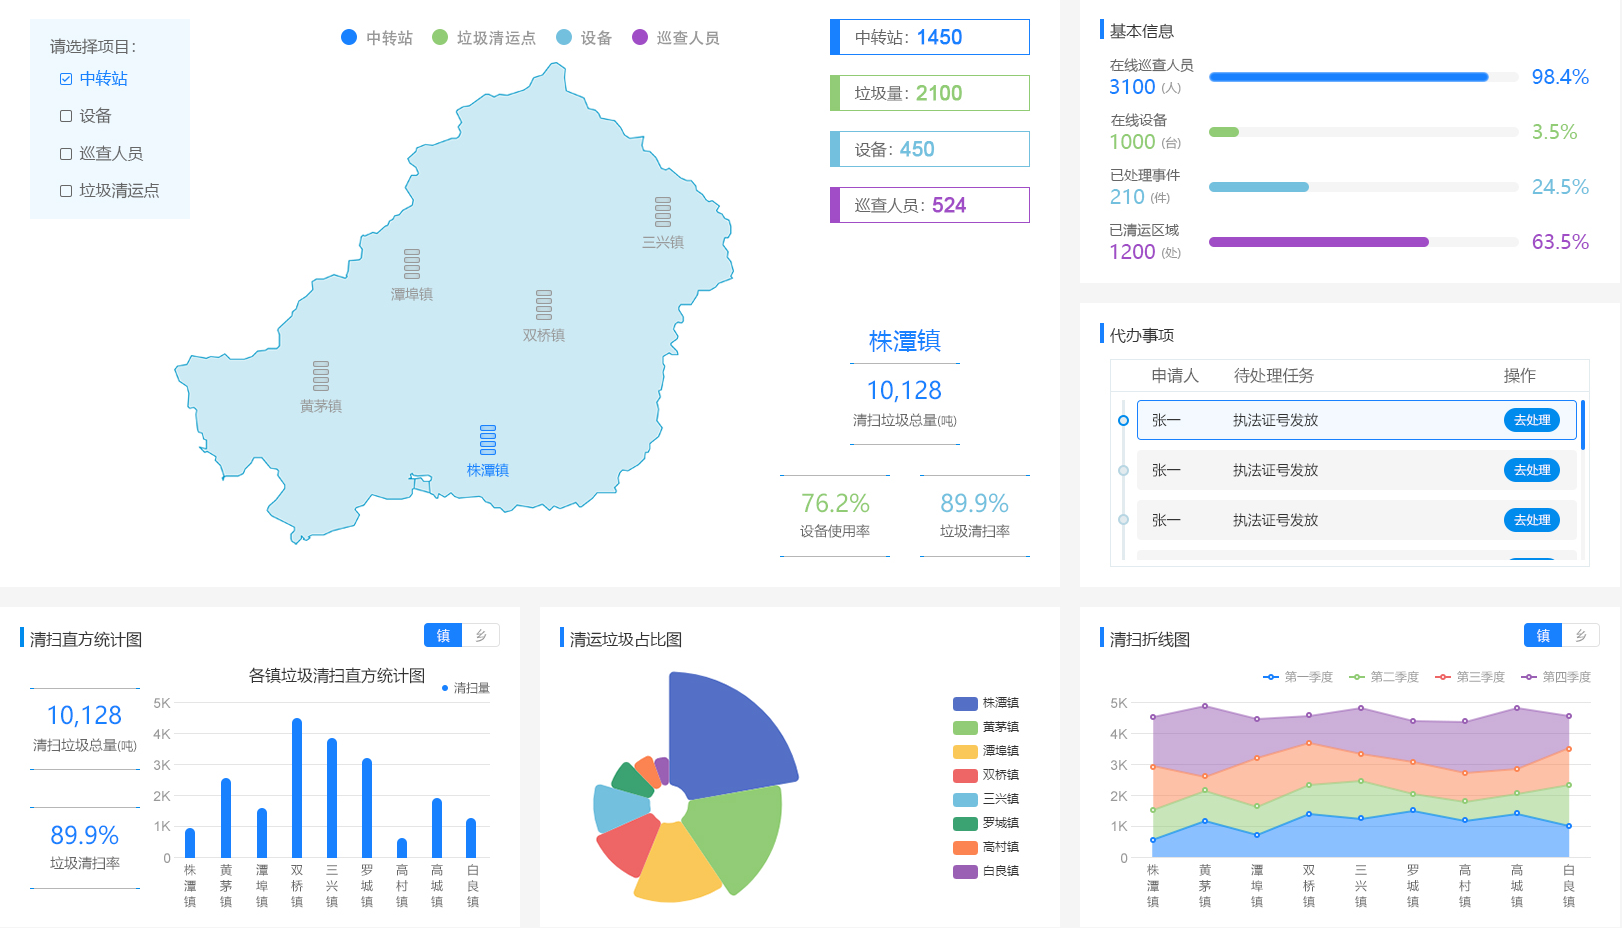 请选择项目：
中转站
设备
巡查人员
垃圾清运点
中转站 垃圾清运点 设备 巡查人员
三兴镇
潭埠镇
双桥镇
黄茅镇
株潭镇
中转站：1450
垃圾量：2100
设备：450
巡查人员：524
株潭镇
10,128
清扫垃圾总量(吨)
76.2%
设备使用率
89.9%
垃圾清扫率
基本信息
在线巡查人员
3100 (人)
98.4%
在线设备
1000 (台)
3.5%
已处理事件
210 (件)
24.5%
已清运区域
1200 (处)
63.5%
代办事项
申请人 待处理任务 操作
张一 执法证号发放 去处理
张一 执法证号发放 去处理
张一 执法证号发放 去处理
清扫直方统计图
镇 乡
10,128
清扫垃圾总量(吨)
89.9%
垃圾清扫率
各镇垃圾清扫直方统计图
清扫量
5K
4K
3K
2K
1K
0
株潭镇 黄茅镇 潭埠镇 双桥镇 三兴镇 罗城镇 高村镇 高城镇 白良镇
清运垃圾占比图
株潭镇
黄茅镇
潭埠镇
双桥镇
三兴镇
罗城镇
高村镇
白良镇
清扫折线图
镇 乡
第一季度 第二季度 第三季度 第四季度
5K
4K
3K
2K
1K
0
株潭镇 黄茅镇 潭埠镇 双桥镇 三兴镇 罗城镇 高村镇 高城镇 白良镇